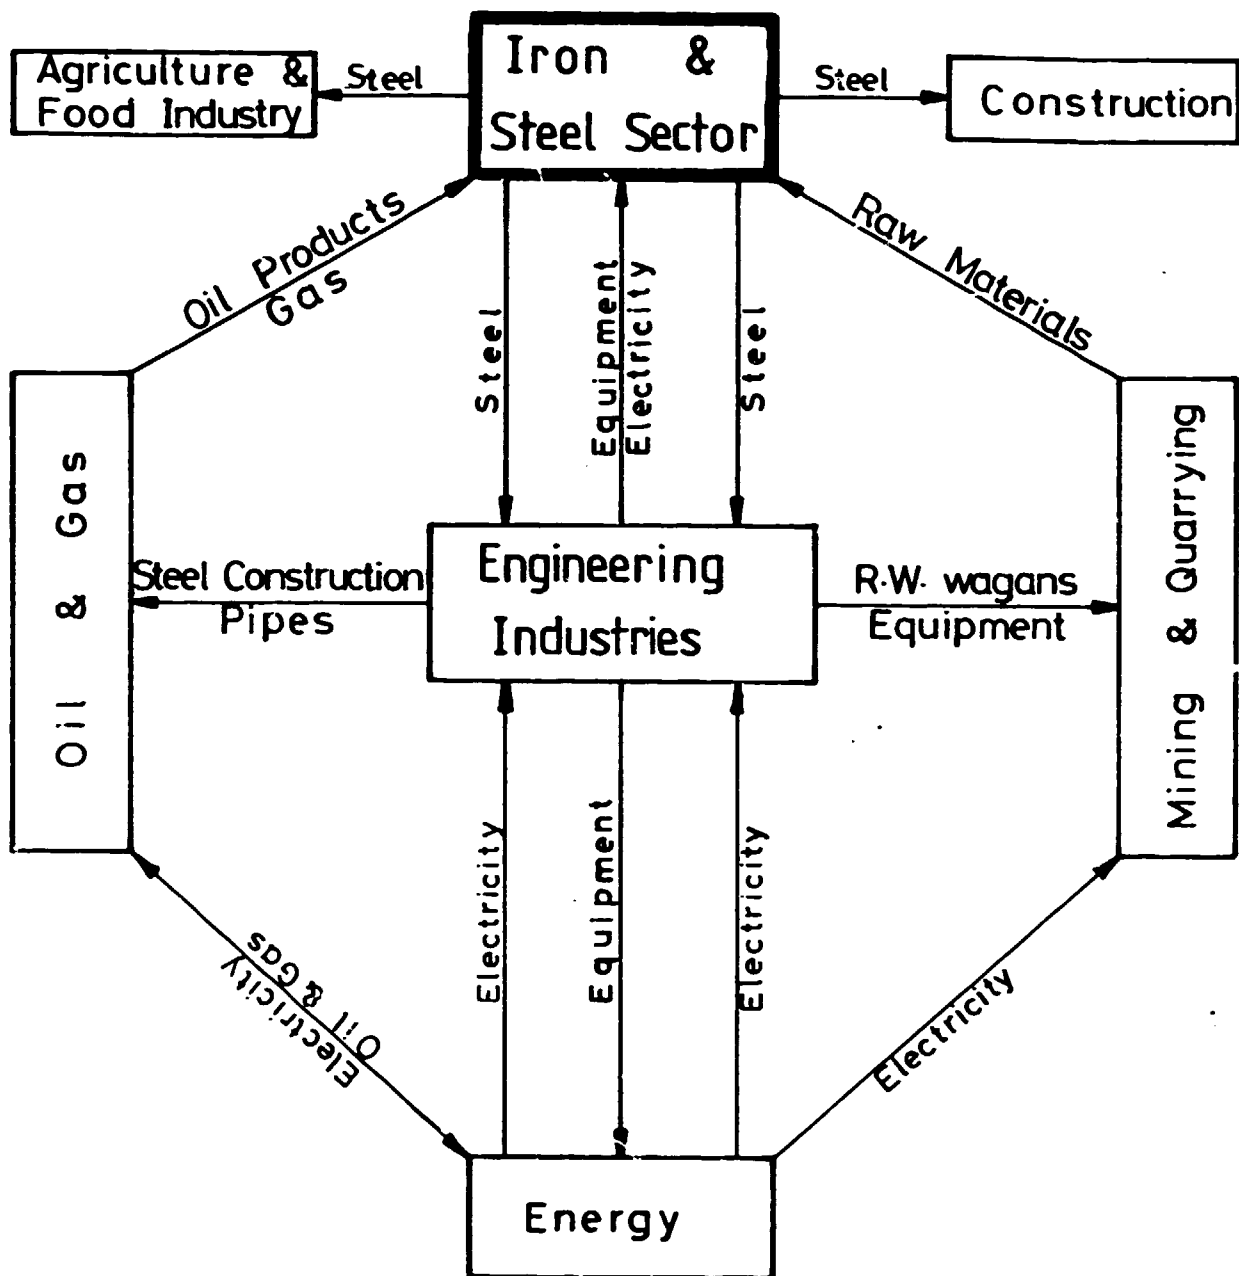 Iron &
Steel Sector
Agriculture &
Food Industry
Steel
Steel
Construction
Oil Products
Gas
Raw Materials
Steel
Equipment
Electricity
Steel
Oil & Gas
Steel Construction
Pipes
Engineering
Industries
R.W. wagans
Equipment
Mining & Quarrying
Oil & Gas
Electricity
Electricity
Equipment
Electricity
Electricity
Energy